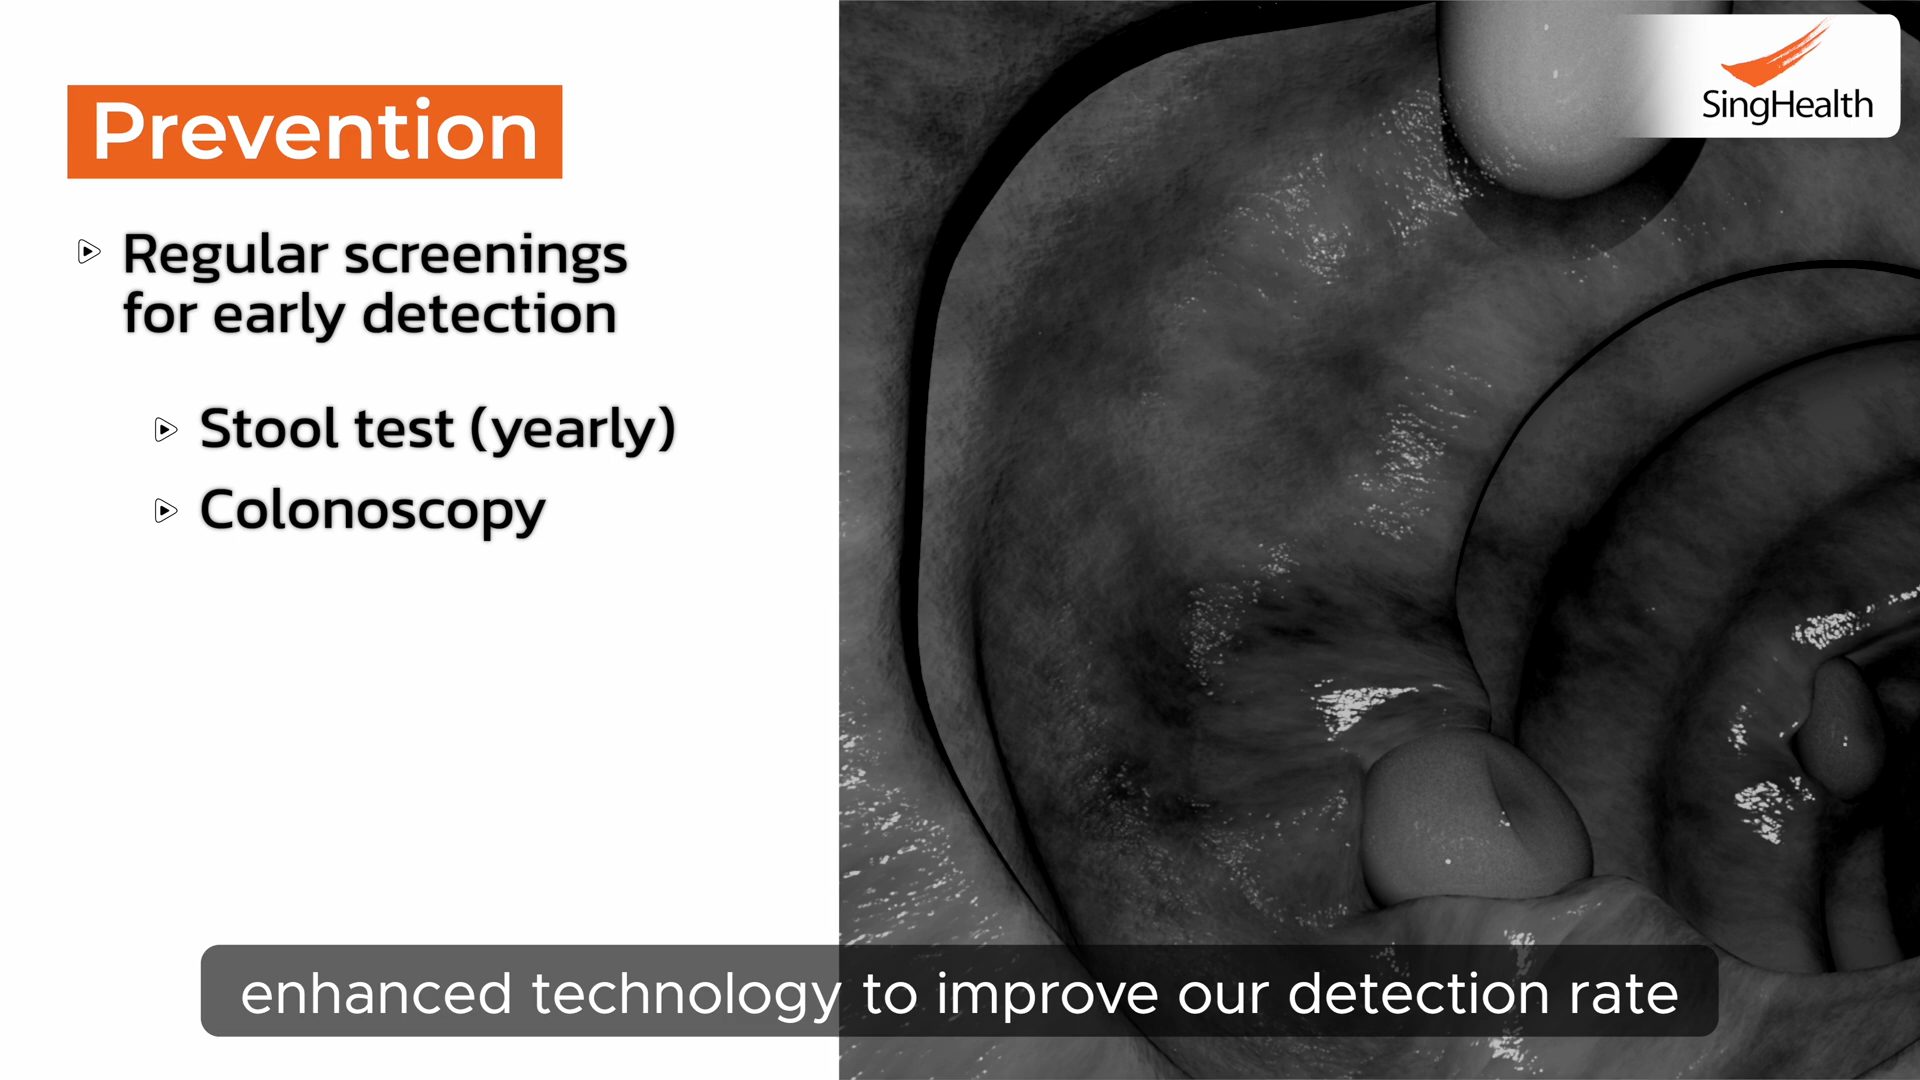 Prevention
Regular screenings
for early detection
Stool test (yearly)
Colonoscopy
SingHealth
enhanced technology to improve our detection rate